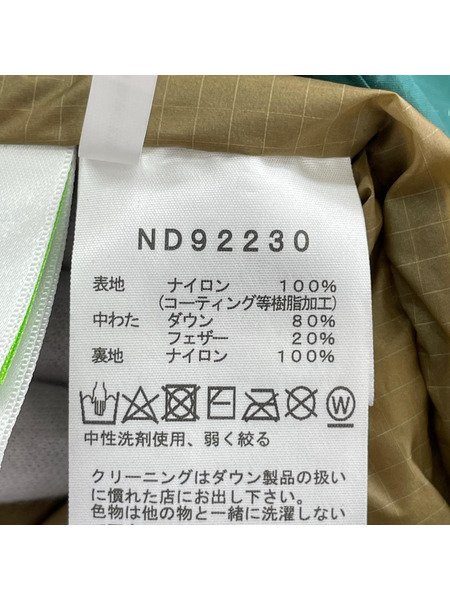 ND92230
表地 ナイロン 100%
(コーティング等樹脂加工)
中わた ダウン 80%
フェザー 20%
裏地 ナイロン 100%
W
中性洗剤使用、弱く絞る
クリーニングはダウン製品の扱い
に慣れた店にお出し下さい。
色物は他の物と一緒に洗濯しない